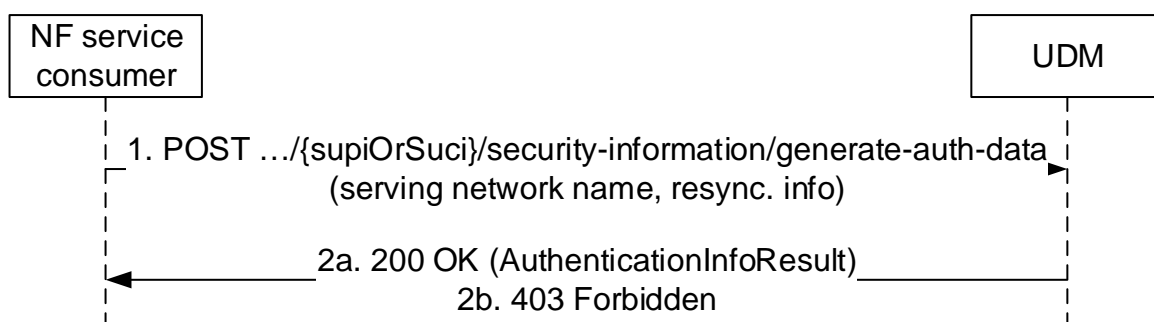 NF service
consumer
UDM
1. POST …/{supiOrSuci}/security-information/generate-auth-data
(serving network name, resync. info)
2a. 200 OK (AuthenticationInfoResult)
2b. 403 Forbidden